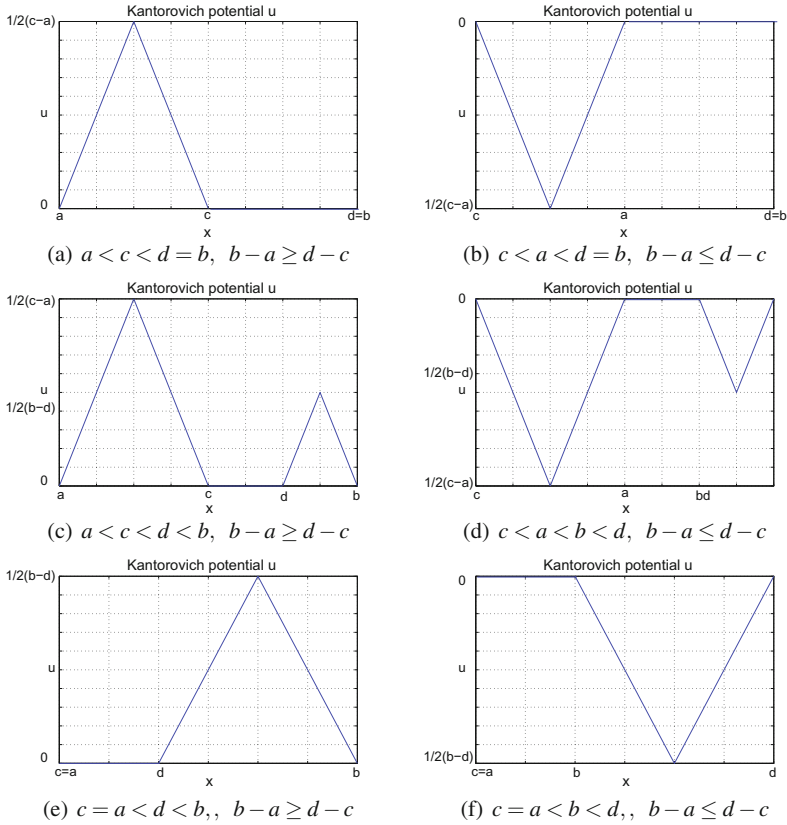 Kantorovich potential u
1/2(c−a)
u
0
a c d=b
x
(a) a < c < d = b, b − a ≥ d − c
Kantorovich potential u
0
u
1/2(c−a)
c a d=b
x
(b) c < a < d = b, b − a ≤ d − c
Kantorovich potential u
1/2(c−a)
u
1/2(b−d)
0
a c d b
x
(c) a < c < d < b, b − a ≥ d − c
Kantorovich potential u
0
1/2(b−d)
u
1/2(c−a)
c a bd
x
(d) c < a < b < d, b − a ≤ d − c
Kantorovich potential u
1/2(b−d)
u
0
c=a d b
x
(e) c = a < d < b,, b − a ≥ d − c
Kantorovich potential u
0
u
1/2(b−d)
c=a b d
x
(f) c = a < b < d,, b − a ≤ d − c